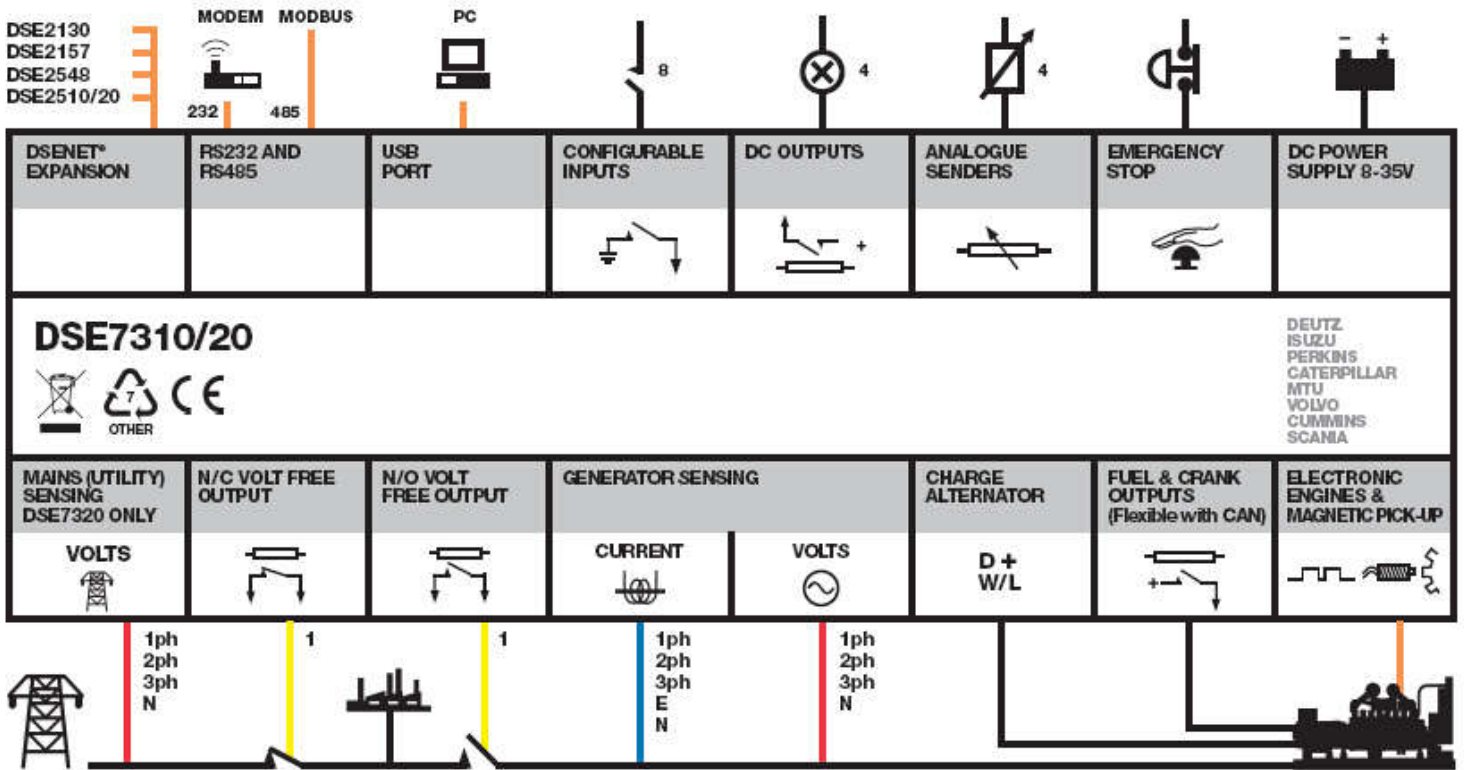 DSE2130
DSE2157
DSE2548
DSE2510/20
MODEM
MODBUS
232
485
PC
8
4
4
- +
DSENET®
EXPANSION
RS232 AND
RS485
USB
PORT
CONFIGURABLE
INPUTS
DC OUTPUTS
ANALOGUE
SENDERS
EMERGENCY
STOP
DC POWER
SUPPLY 8-35V
+
DSE7310/20
7
OTHER
CE
DEUTZ
ISUZU
PERKINS
CATERPILLAR
MTU
VOLVO
CUMMINS
SCANIA
MAINS (UTILITY)
SENSING
DSE7320 ONLY
VOLTS
N/C VOLT FREE
OUTPUT
N/O VOLT
FREE OUTPUT
GENERATOR SENSING
CURRENT
VOLTS
CHARGE
ALTERNATOR
D +
W/L
FUEL & CRANK
OUTPUTS
(Flexible with CAN)
+
ELECTRONIC
ENGINES &
MAGNETIC PICK-UP
1ph
2ph
3ph
N
1
1
1ph
2ph
3ph
E
N
1ph
2ph
3ph
N